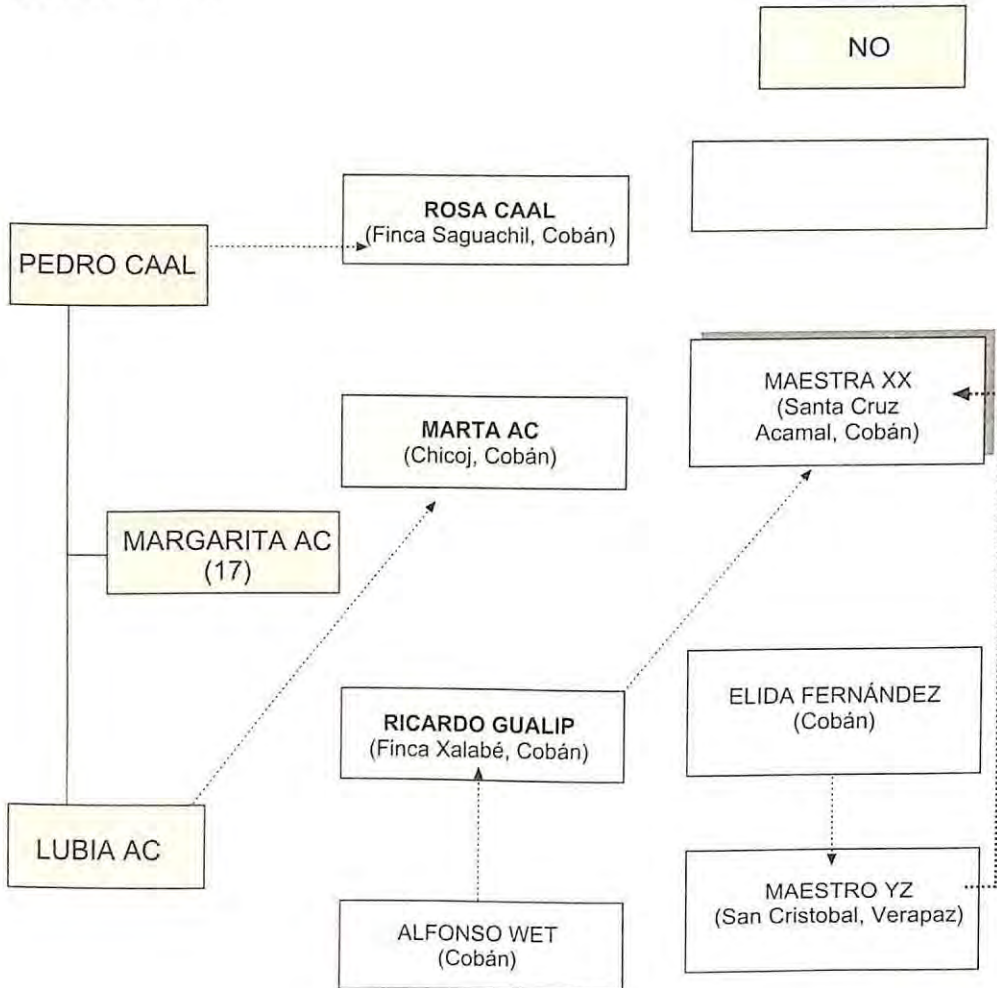 NO
ROSA CAAL
(Finca Saguachil, Cobán)
PEDRO CAAL
MAESTRA XX
(Santa Cruz
Acamal, Cobán)
MARTA AC
(Chicoj, Cobán)
MARGARITA AC
(17)
ELIDA FERNÁNDEZ
(Cobán)
RICARDO GUALIP
(Finca Xalabé, Cobán)
LUBIA AC
MAESTRO YZ
(San Cristobal, Verapaz)
ALFONSO WET
(Cobán)